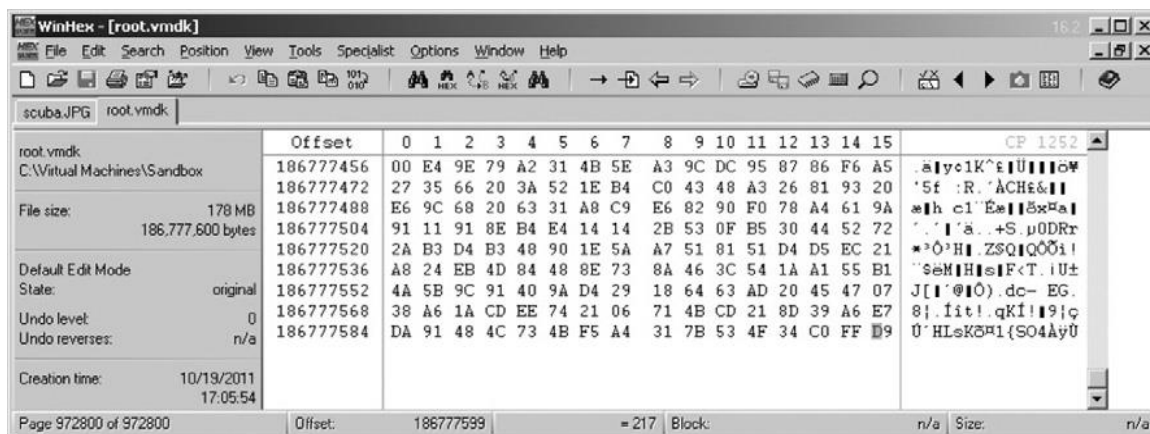 WinHex - [root.vmdk]
16.2
File Edit Search Position View Tools Specialist Options Window Help
scuba.JPG root.vmdk
root.vmdk
C:\Virtual Machines\Sandbox
File size: 178 MB
186,777,600 bytes
Default Edit Mode
State: original
Undo level: 0
Undo reverses: n/a
Creation time: 10/19/2011
17:05:54
Offset 0 1 2 3 4 5 6 7 8 9 10 11 12 13 14 15 CP 1252
186777456 00 E4 9E 79 A2 31 4B 5E A3 9C DC 95 87 86 F6 A5
186777472 27 35 66 20 3A 52 1E B4 C0 43 48 A3 26 81 93 20
186777488 E6 9C 68 20 63 31 A8 C9 E6 82 90 F0 78 A4 61 9A
186777504 91 11 91 8E B4 E4 14 14 2B 53 0F B5 30 44 52 72
186777520 2A B3 D4 B3 48 90 1E 5A A7 51 81 51 D4 D5 EC 21
186777536 A8 24 EB 4D 84 48 8E 73 8A 46 3C 54 1A A1 55 B1
186777552 4A 5B 9C 91 40 9A D4 29 18 64 63 AD 20 45 47 07
186777568 38 A6 1A CD EE 74 21 06 71 4B CD 21 8D 39 A6 E7
186777584 DA 91 48 4C 73 4B F5 A4 31 7B 53 4F 34 C0 FF D9
Page 972800 of 972800 Offset: 186777599 = 217 Block: n/a Size: n/a